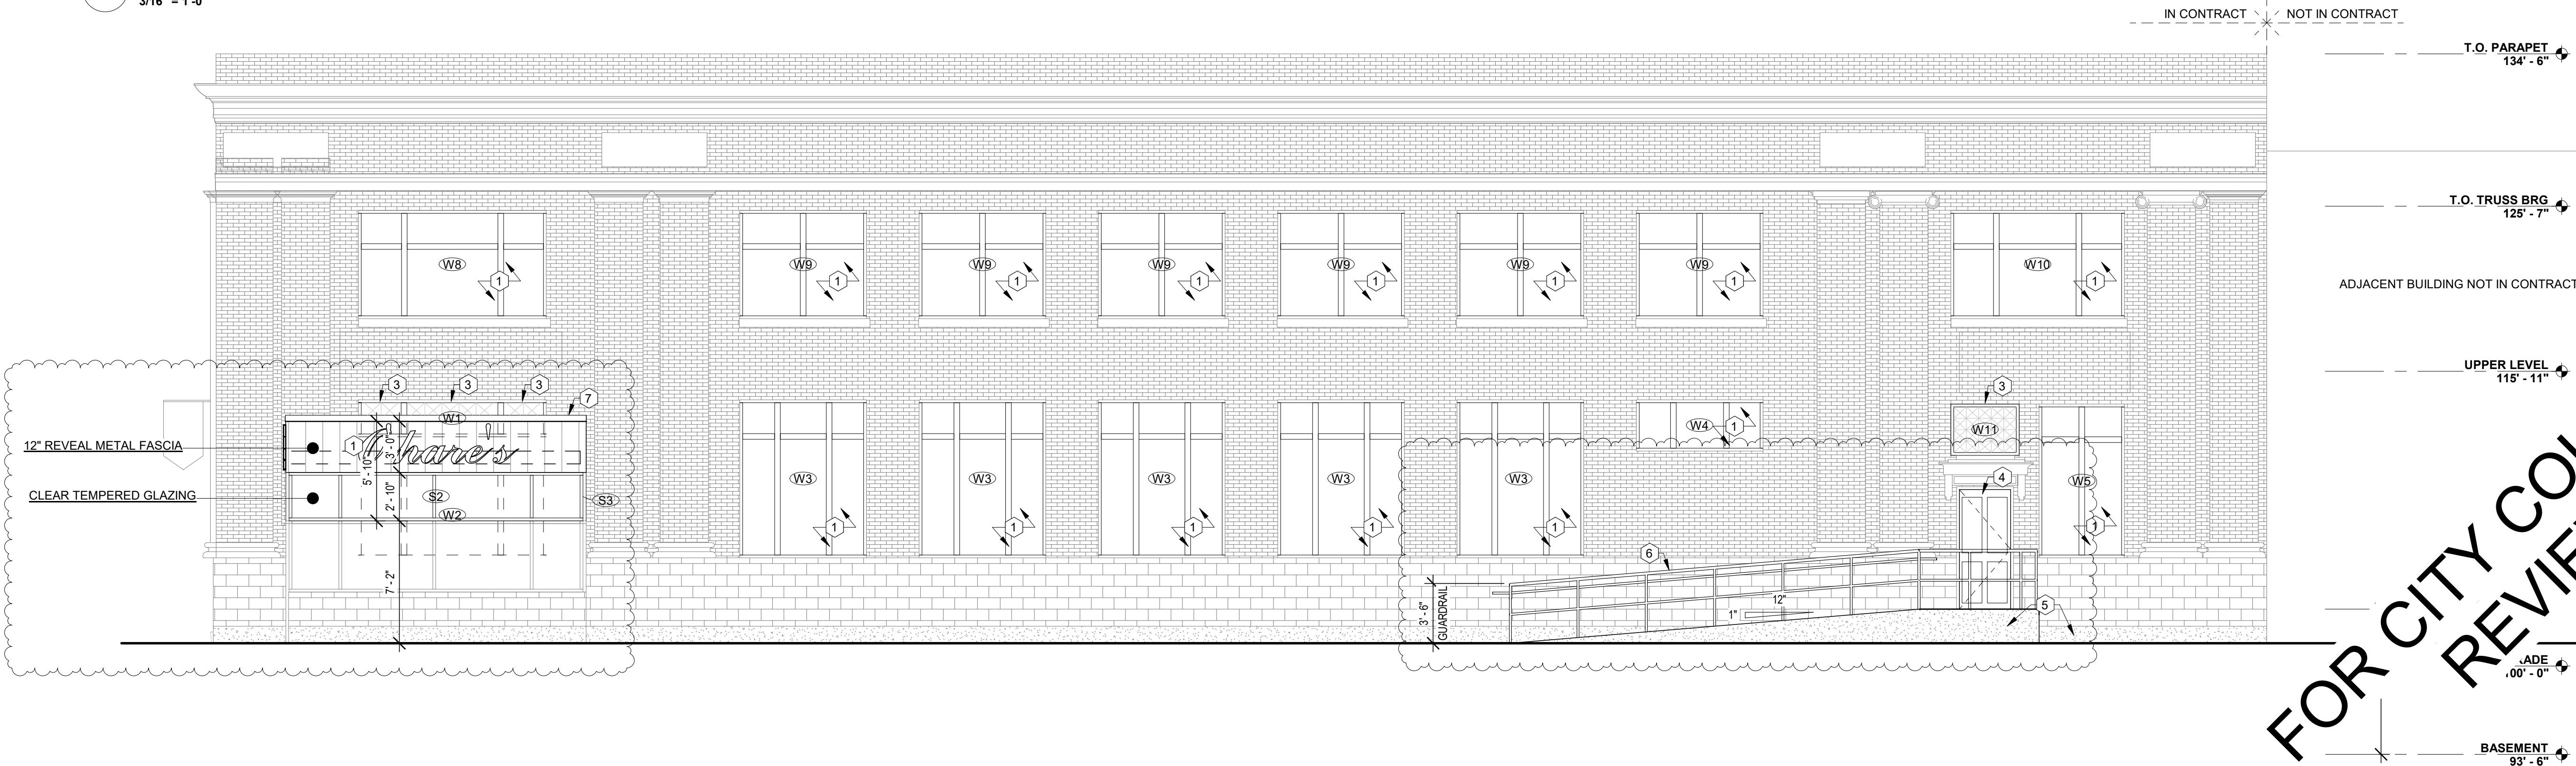 3/16" = 1'-0"
IN CONTRACT
NOT IN CONTRACT
T.O. PARAPET
134' - 6"
T.O. TRUSS BRG
125' - 7"
W8
1
W9
1
W9
1
W9
1
W9
1
W9
1
W9
1
W10
1
ADJACENT BUILDING NOT IN CONTRACT
UPPER LEVEL
115' - 11"
3
3
3
7
W1
12" REVEAL METAL FASCIA
1
5' - 10"
3' - 0"
CLEAR TEMPERED GLAZING
S2
S3
2' - 10"
W2
7' - 2"
W3
1
W3
1
W3
1
W3
1
W3
1
W4
1
3
W11
4
W5
1
6
3' - 6"
GUARDRAIL
1"
12"
5
FOR CITY
REVIE
ADE
00' - 0"
BASEMENT
93' - 6"